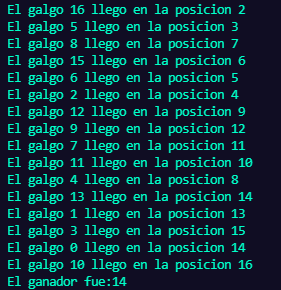 El galgo 16 llego en la posicion 2
El galgo 5 llego en la posicion 3
El galgo 8 llego en la posicion 7
El galgo 15 llego en la posicion 6
El galgo 6 llego en la posicion 5
El galgo 2 llego en la posicion 4
El galgo 12 llego en la posicion 9
El galgo 9 llego en la posicion 12
El galgo 7 llego en la posicion 11
El galgo 11 llego en la posicion 10
El galgo 4 llego en la posicion 8
El galgo 13 llego en la posicion 14
El galgo 1 llego en la posicion 13
El galgo 3 llego en la posicion 15
El galgo 0 llego en la posicion 14
El galgo 10 llego en la posicion 16
El ganador fue:14